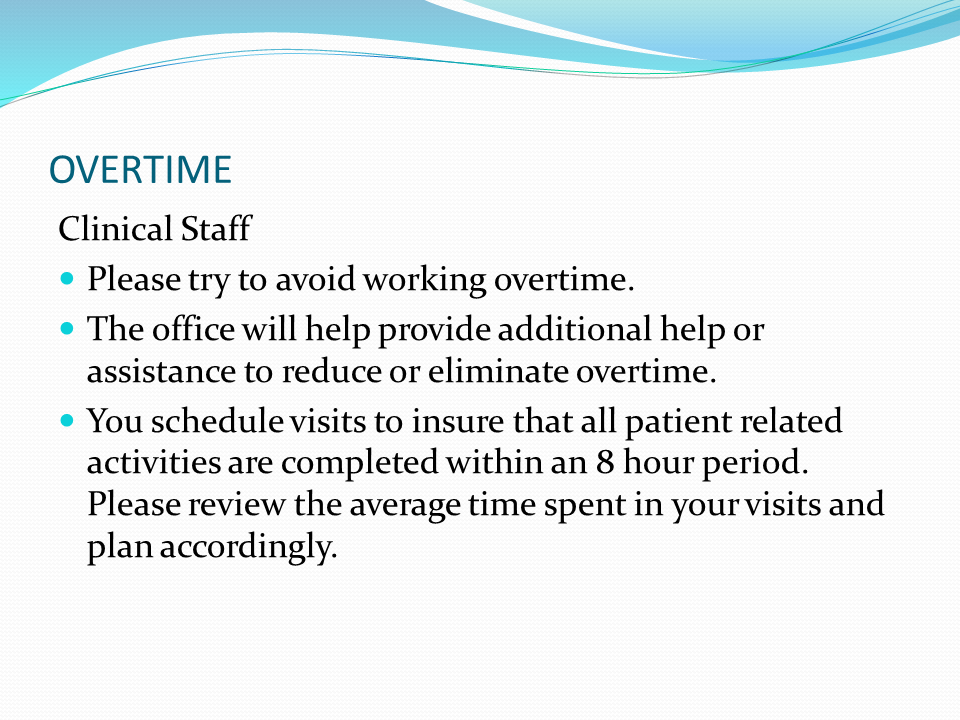 OVERTIME
Clinical Staff
• Please try to avoid working overtime.
• The office will help provide additional help or
assistance to reduce or eliminate overtime.
• You schedule visits to insure that all patient related
activities are completed within an 8 hour period.
Please review the average time spent in your visits and
plan accordingly.